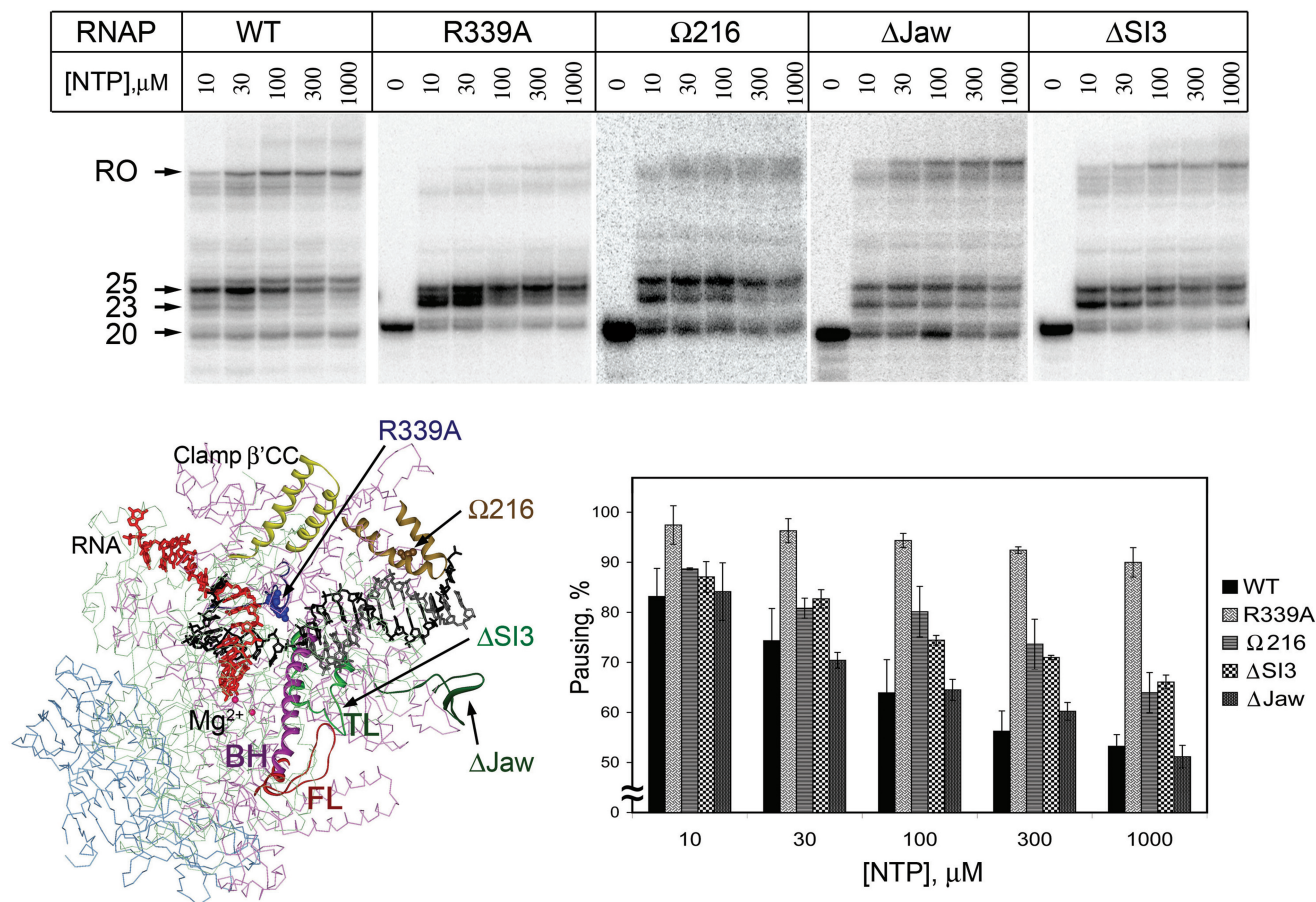 RNAP WT R339A Ω216 ΔJaw ΔSI3
[NTP],µM 10 30 100 300 1000 0 10 30 100 300 1000 0 10 30 100 300 1000 0 10 30 100 300 1000 0 10 30 100 300 1000
RO
25
23
20
R339A
Clamp β'CC
Ω216
RNA
ΔSI3
Mg2+
TL
BH
ΔJaw
FL
Pausing, %
100
90
80
70
60
50
0
10 30 100 300 1000
[NTP], µM
WT
R339A
Ω216
ΔSI3
ΔJaw